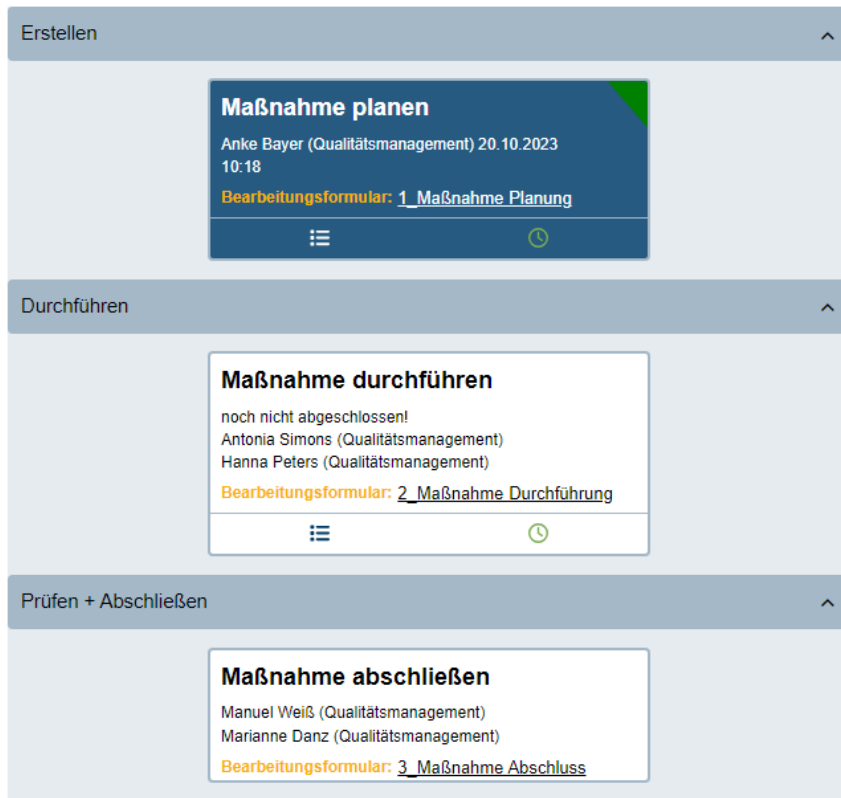 Erstellen
Maßnahme planen
Anke Bayer (Qualitätsmanagement) 20.10.2023
10:18
Bearbeitungsformular: 1_Maßnahme Planung
Durchführen
Maßnahme durchführen
noch nicht abgeschlossen!
Antonia Simons (Qualitätsmanagement)
Hanna Peters (Qualitätsmanagement)
Bearbeitungsformular: 2_Maßnahme Durchführung
Prüfen + Abschließen
Maßnahme abschließen
Manuel Weiß (Qualitätsmanagement)
Marianne Danz (Qualitätsmanagement)
Bearbeitungsformular: 3_Maßnahme Abschluss